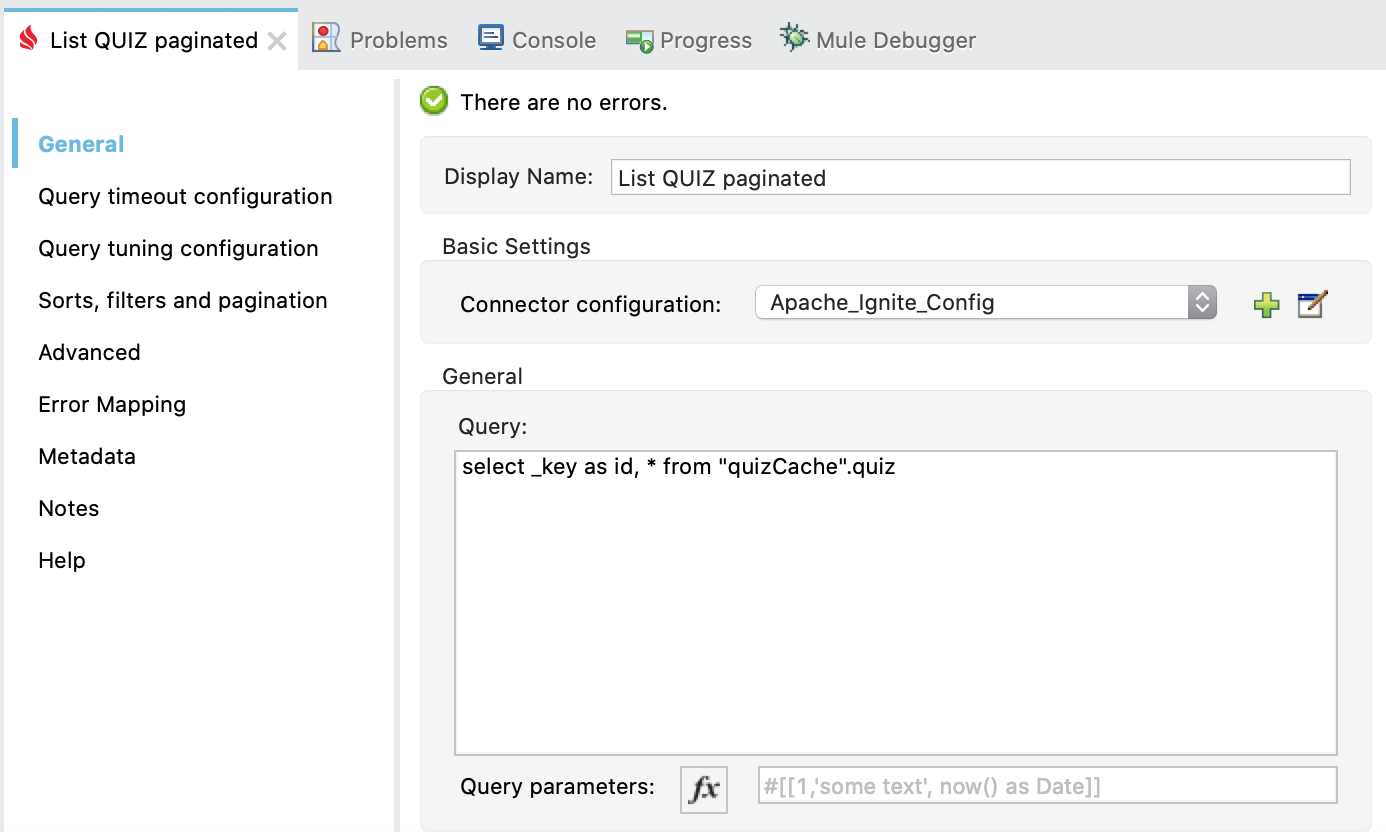 List QUIZ paginated
Problems
Console
Progress
Mule Debugger
General
Query timeout configuration
Query tuning configuration
Sorts, filters and pagination
Advanced
Error Mapping
Metadata
Notes
Help
There are no errors.
Display Name: List QUIZ paginated
Basic Settings
Connector configuration: Apache_Ignite_Config
General
Query:
select _key as id, * from "quizCache".quiz
Query parameters: fx #[[1,'some text', now() as Date]]